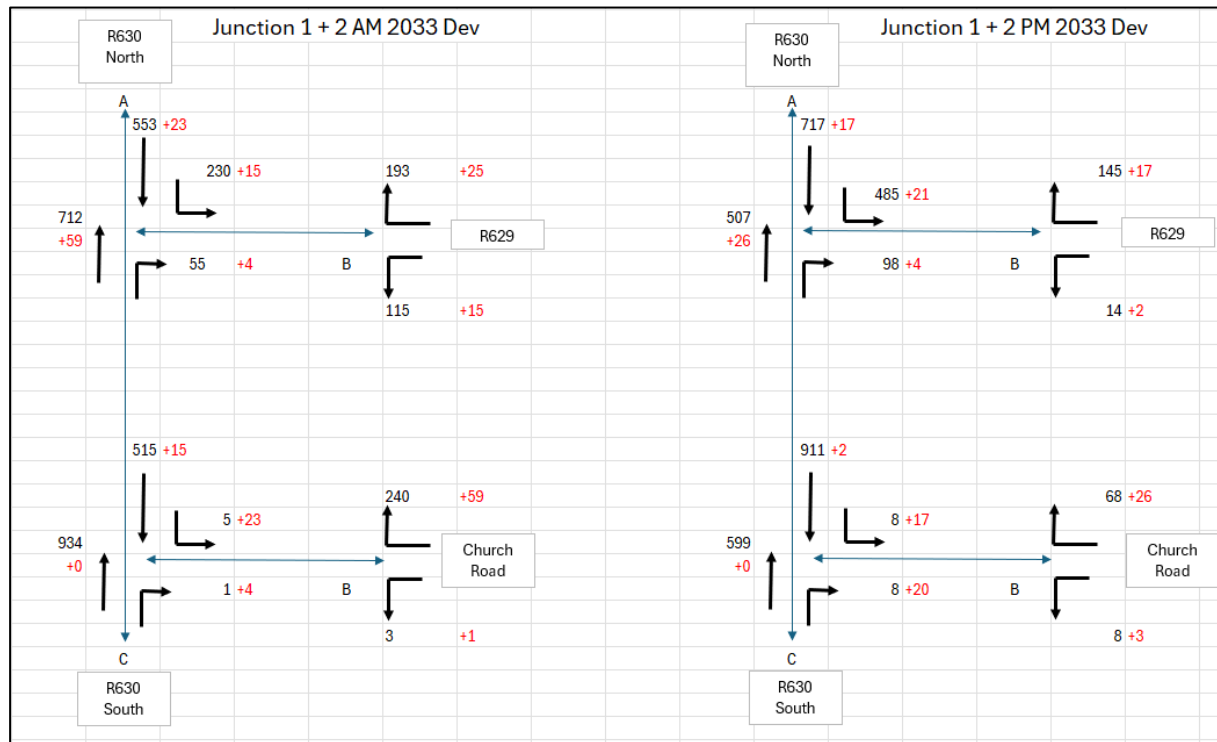 Junction 1 + 2 AM 2033 Dev
R630
North
A
553 +23
230 +15
193 +25
712
+59
R629
55 +4
B
115 +15
515 +15
5 +23
240 +59
934
+0
Church
Road
1 +4
B
3 +1
C
R630
South
Junction 1 + 2 PM 2033 Dev
R630
North
A
717 +17
145 +17
485 +21
507
+26
R629
98 +4
B
14 +2
911 +2
68 +26
8 +17
599
+0
Church
Road
8 +20
B
8 +3
C
R630
South